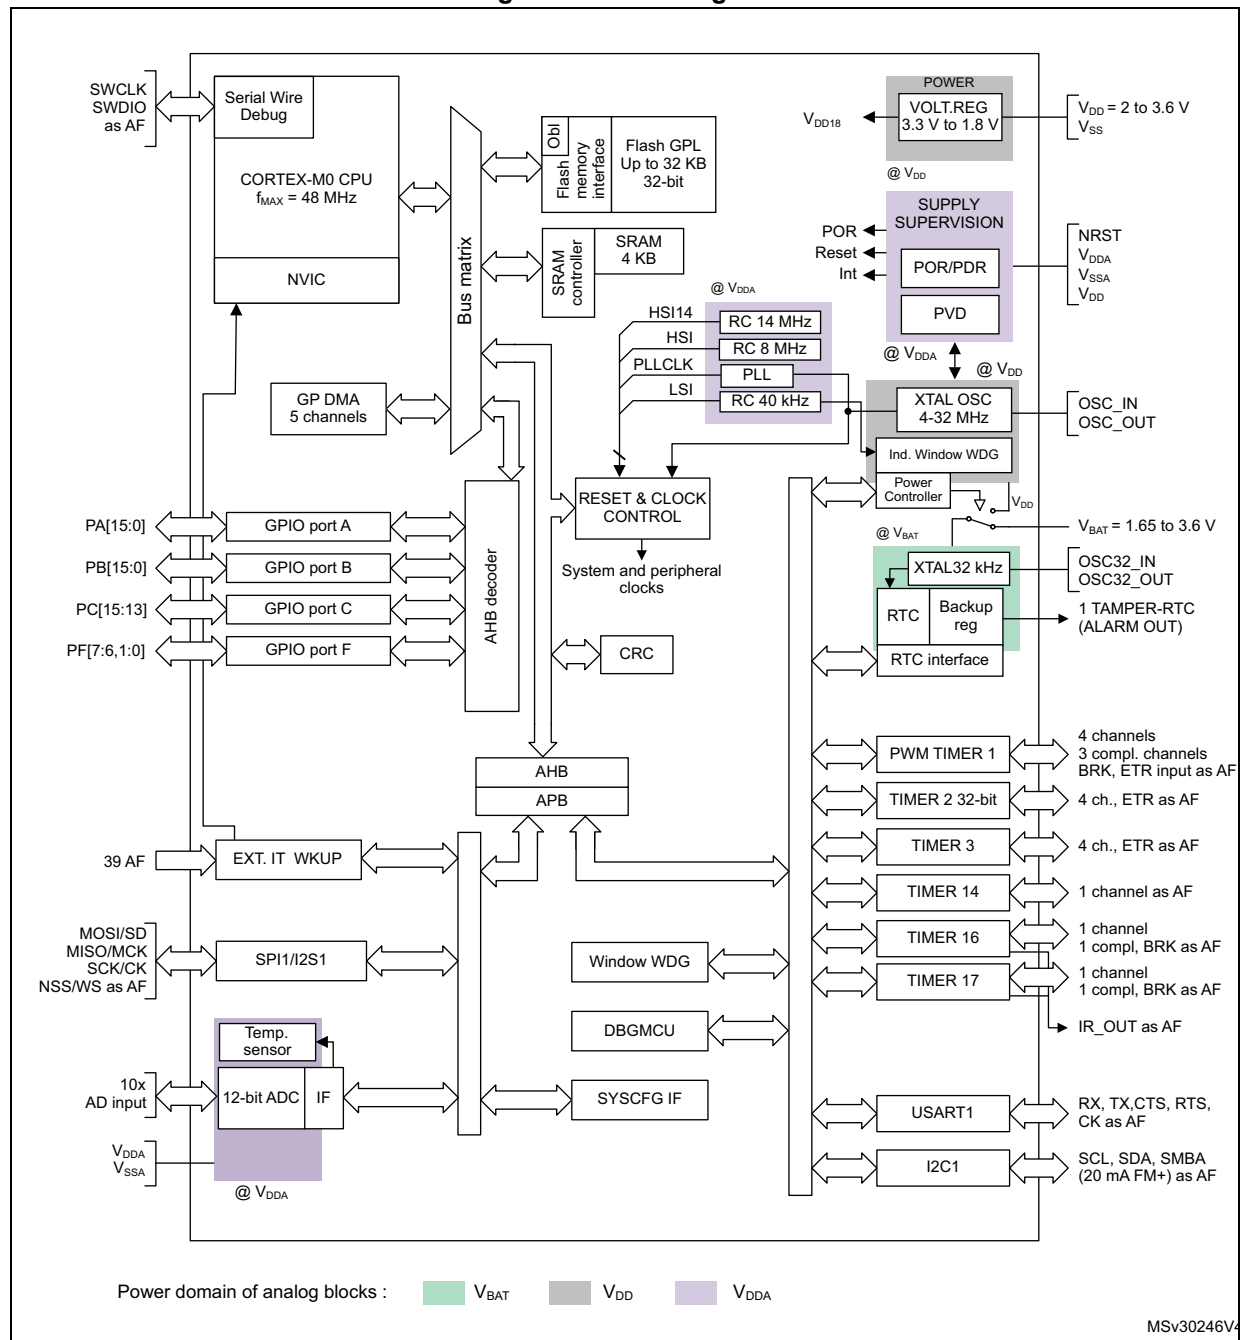 SWCLK
SWDIO
as AF
Serial Wire
Debug
CORTEX-M0 CPU
fMAX = 48 MHz
NVIC
Bus matrix
Obl
Flash
memory
interface
Flash GPL
Up to 32 KB
32-bit
SRAM
controller
SRAM
4 KB
POWER
VOLT.REG
3.3 V to 1.8 V
VDD18
VDD = 2 to 3.6 V
VSS
@ VDD
SUPPLY
SUPERVISION
POR
Reset
Int
POR/PDR
PVD
NRST
VDDA
VSSA
VDD
@ VDDA
@ VDD
@ VDDA
HSI14
HSI
PLLCLK
LSI
RC 14 MHz
RC 8 MHz
PLL
RC 40 kHz
XTAL OSC
4-32 MHz
OSC_IN
OSC_OUT
Ind. Window WDG
Power
Controller
VDD
@ VBAT
VBAT = 1.65 to 3.6 V
XTAL32 kHz
OSC32_IN
OSC32_OUT
RTC
Backup
reg
1 TAMPER-RTC
(ALARM OUT)
RTC interface
GP DMA
5 channels
RESET & CLOCK
CONTROL
System and peripheral
clocks
PA[15:0]
GPIO port A
PB[15:0]
GPIO port B
PC[15:13]
GPIO port C
PF[7:6,1:0]
GPIO port F
AHB decoder
CRC
AHB
APB
PWM TIMER 1
4 channels
3 compl. channels
BRK, ETR input as AF
TIMER 2 32-bit
4 ch., ETR as AF
TIMER 3
4 ch., ETR as AF
TIMER 14
1 channel as AF
TIMER 16
1 channel
1 compl, BRK as AF
TIMER 17
1 channel
1 compl, BRK as AF
IR_OUT as AF
39 AF
EXT. IT WKUP
MOSI/SD
MISO/MCK
SCK/CK
NSS/WS as AF
SPI1/I2S1
Window WDG
DBGMCU
SYSCFG IF
Temp.
sensor
10x
AD input
12-bit ADC
IF
VDDA
VSSA
@ VDDA
USART1
RX, TX,CTS, RTS,
CK as AF
I2C1
SCL, SDA, SMBA
(20 mA FM+) as AF
Power domain of analog blocks :
VBAT
VDD
VDDA
MSv30246V4